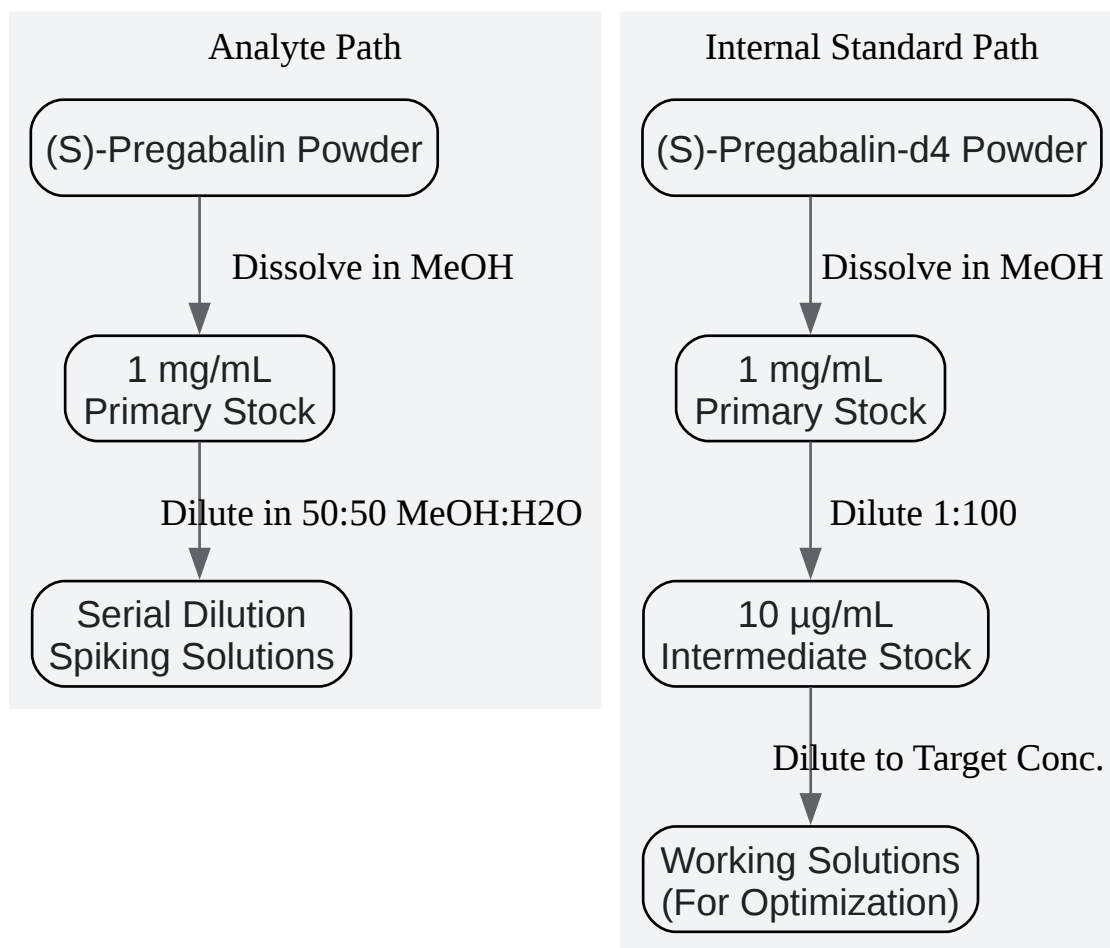 Analyte Path
(S)-Pregabalin Powder
Dissolve in MeOH
1 mg/mL
Primary Stock
Dilute in 50:50 MeOH:H2O
Serial Dilution
Spiking Solutions
Internal Standard Path
(S)-Pregabalin-d4 Powder
Dissolve in MeOH
1 mg/mL
Primary Stock
Dilute 1:100
10 µg/mL
Intermediate Stock
Dilute to Target Conc.
Working Solutions
(For Optimization)